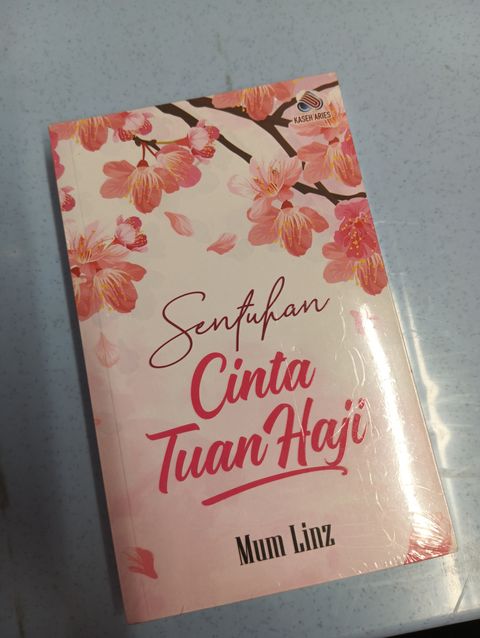 KASEH ARIES
Sentuhan
Cinta
Tuan Haji
Mum Linz